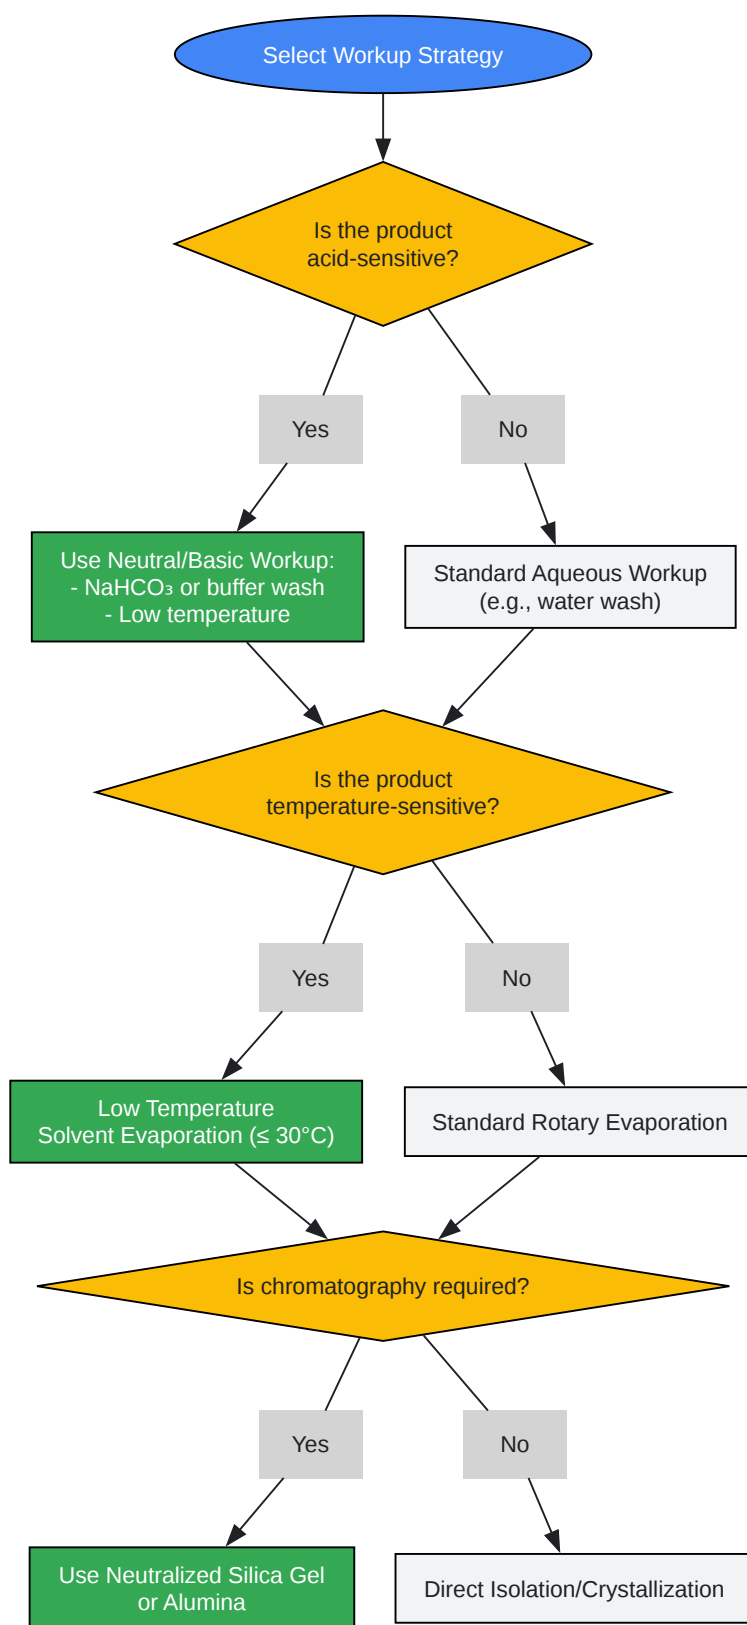 Select Workup Strategy
Is the product
acid-sensitive?
Yes
No
Use Neutral/Basic Workup:
- NaHCO₃ or buffer wash
- Low temperature
Standard Aqueous Workup
(e.g., water wash)
Is the product
temperature-sensitive?
Yes
No
Low Temperature
Solvent Evaporation (≤ 30°C)
Standard Rotary Evaporation
Is chromatography required?
Yes
No
Use Neutralized Silica Gel
or Alumina
Direct Isolation/Crystallization